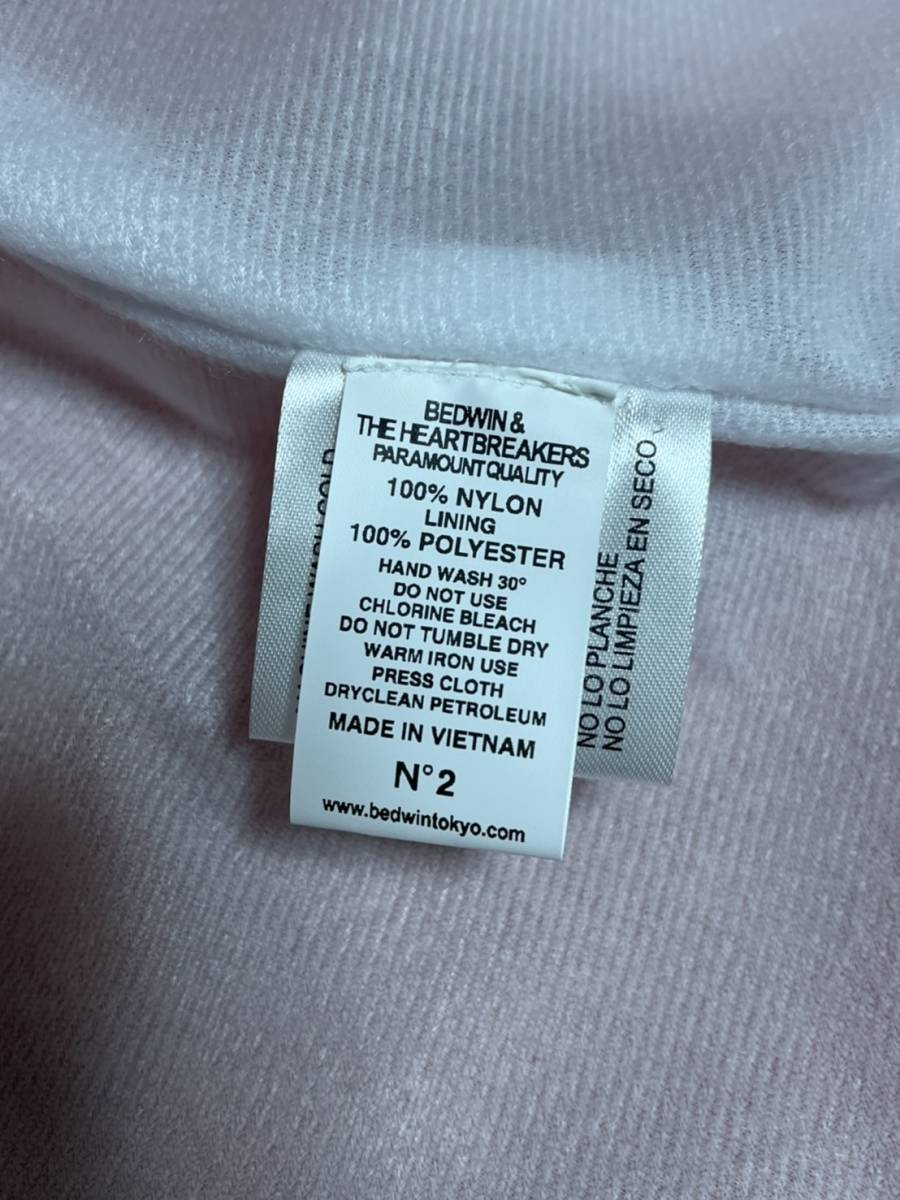 BEDWIN &
THE HEARTBREAKERS
PARAMOUNT QUALITY
100% NYLON
LINING
100% POLYESTER
HAND WASH 30°
DO NOT USE
CHLORINE BLEACH
DO NOT TUMBLE DRY
WARM IRON USE
PRESS CLOTH
DRYCLEAN PETROLEUM
MADE IN VIETNAM
N°2
www.bedwintokyo.com
NO LO PLANCHE
NO LO LIMPIEZA EN SECO